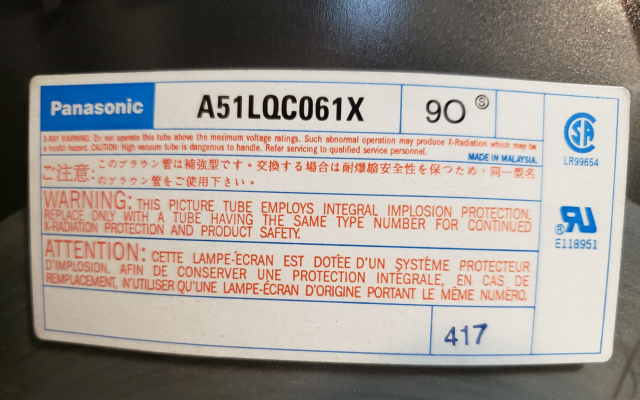 Panasonic A51LQC061X 90 Ⓢ
X-RAY WARNING: Do not operate this tube above the maximum voltage ratings. Such abnormal operation may produce X-Radiation which may be
a health hazard. CAUTION: High vacuum tube is dangerous to handle. Refer servicing to qualified service personnel.
MADE IN MALAYSIA.
ご注意: このブラウン管は補強型です。交換する場合は耐爆縮安全性を保つため,同一型名
のブラウン管をご使用下さい。
WARNING: THIS PICTURE TUBE EMPLOYS INTEGRAL IMPLOSION PROTECTION.
REPLACE ONLY WITH A TUBE HAVING THE SAME TYPE NUMBER FOR CONTINUED
X-RADIATION PROTECTION AND PRODUCT SAFETY.
ATTENTION: CETTE LAMPE-ÉCRAN EST DOTÉE D'UN SYSTÈME PROTECTEUR
D'IMPLOSION. AFIN DE CONSERVER UNE PROTECTION INTÉGRALE, EN CAS DE
REMPLACEMENT, N'UTILISER QU'UNE LAMPE-ÉCRAN D'ORIGINE PORTANT LE MÊME NUMÉRO.
417
SA
LR99654
UR ®
E118951